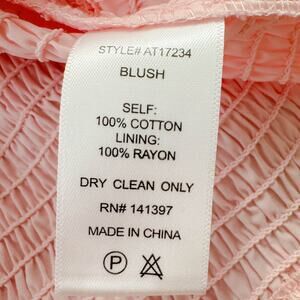 STYLE# AT17234
BLUSH
SELF:
100% COTTON
LINING:
100% RAYON
DRY CLEAN ONLY
RN# 141397
MADE IN CHINA
P